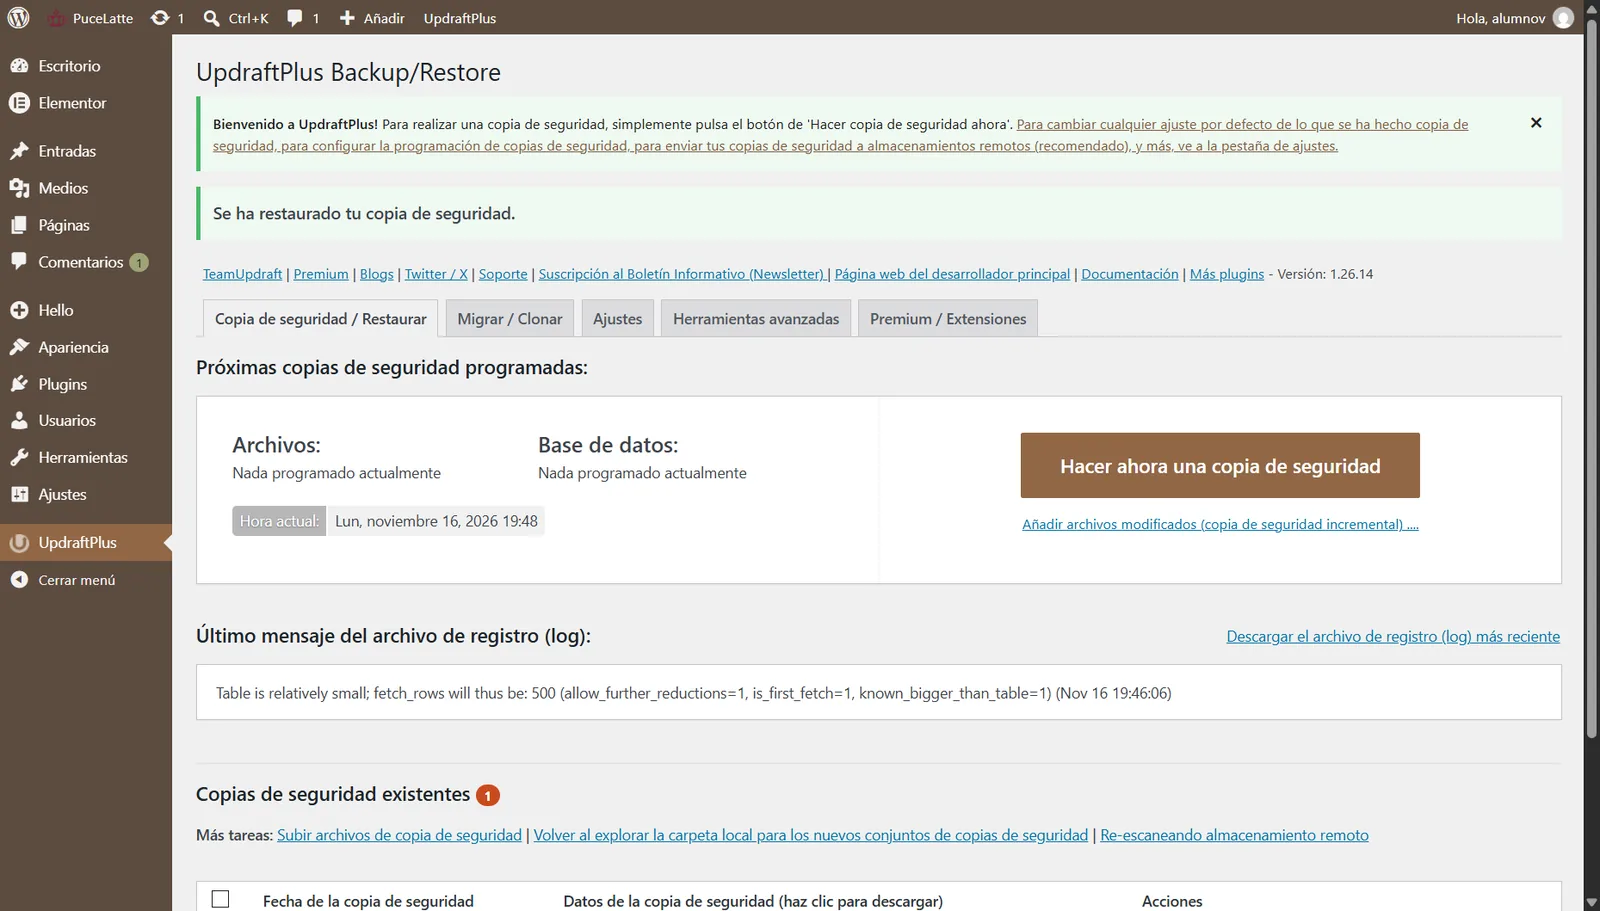 PuceLatte 1 Ctrl+K 1 Añadir UpdraftPlus Hola, alumnov
Escritorio
Elementor
Entradas
Medios
Páginas
Comentarios 1
Hello
Apariencia
Plugins
Usuarios
Herramientas
Ajustes
UpdraftPlus
Cerrar menú
UpdraftPlus Backup/Restore
Bienvenido a UpdraftPlus! Para realizar una copia de seguridad, simplemente pulsa el botón de 'Hacer copia de seguridad ahora'. Para cambiar cualquier ajuste por defecto de lo que se ha hecho copia de
seguridad, para configurar la programación de copias de seguridad, para enviar tus copias de seguridad a almacenamientos remotos (recomendado), y más, ve a la pestaña de ajustes.
Se ha restaurado tu copia de seguridad.
TeamUpdraft | Premium | Blogs | Twitter / X | Soporte | Suscripción al Boletín Informativo (Newsletter) | Página web del desarrollador principal | Documentación | Más plugins - Versión: 1.26.14
Copia de seguridad / Restaurar Migrar / Clonar Ajustes Herramientas avanzadas Premium / Extensiones
Próximas copias de seguridad programadas:
Archivos: Base de datos:
Nada programado actualmente Nada programado actualmente
Hora actual: Lun, noviembre 16, 2026 19:48
Hacer ahora una copia de seguridad
Añadir archivos modificados (copia de seguridad incremental) ....
Último mensaje del archivo de registro (log): Descargar el archivo de registro (log) más reciente
Table is relatively small; fetch_rows will thus be: 500 (allow_further_reductions=1, is_first_fetch=1, known_bigger_than_table=1) (Nov 16 19:46:06)
Copias de seguridad existentes 1
Más tareas: Subir archivos de copia de seguridad | Volver al explorar la carpeta local para los nuevos conjuntos de copias de seguridad | Re-escaneando almacenamiento remoto
Fecha de la copia de seguridad Datos de la copia de seguridad (haz clic para descargar) Acciones